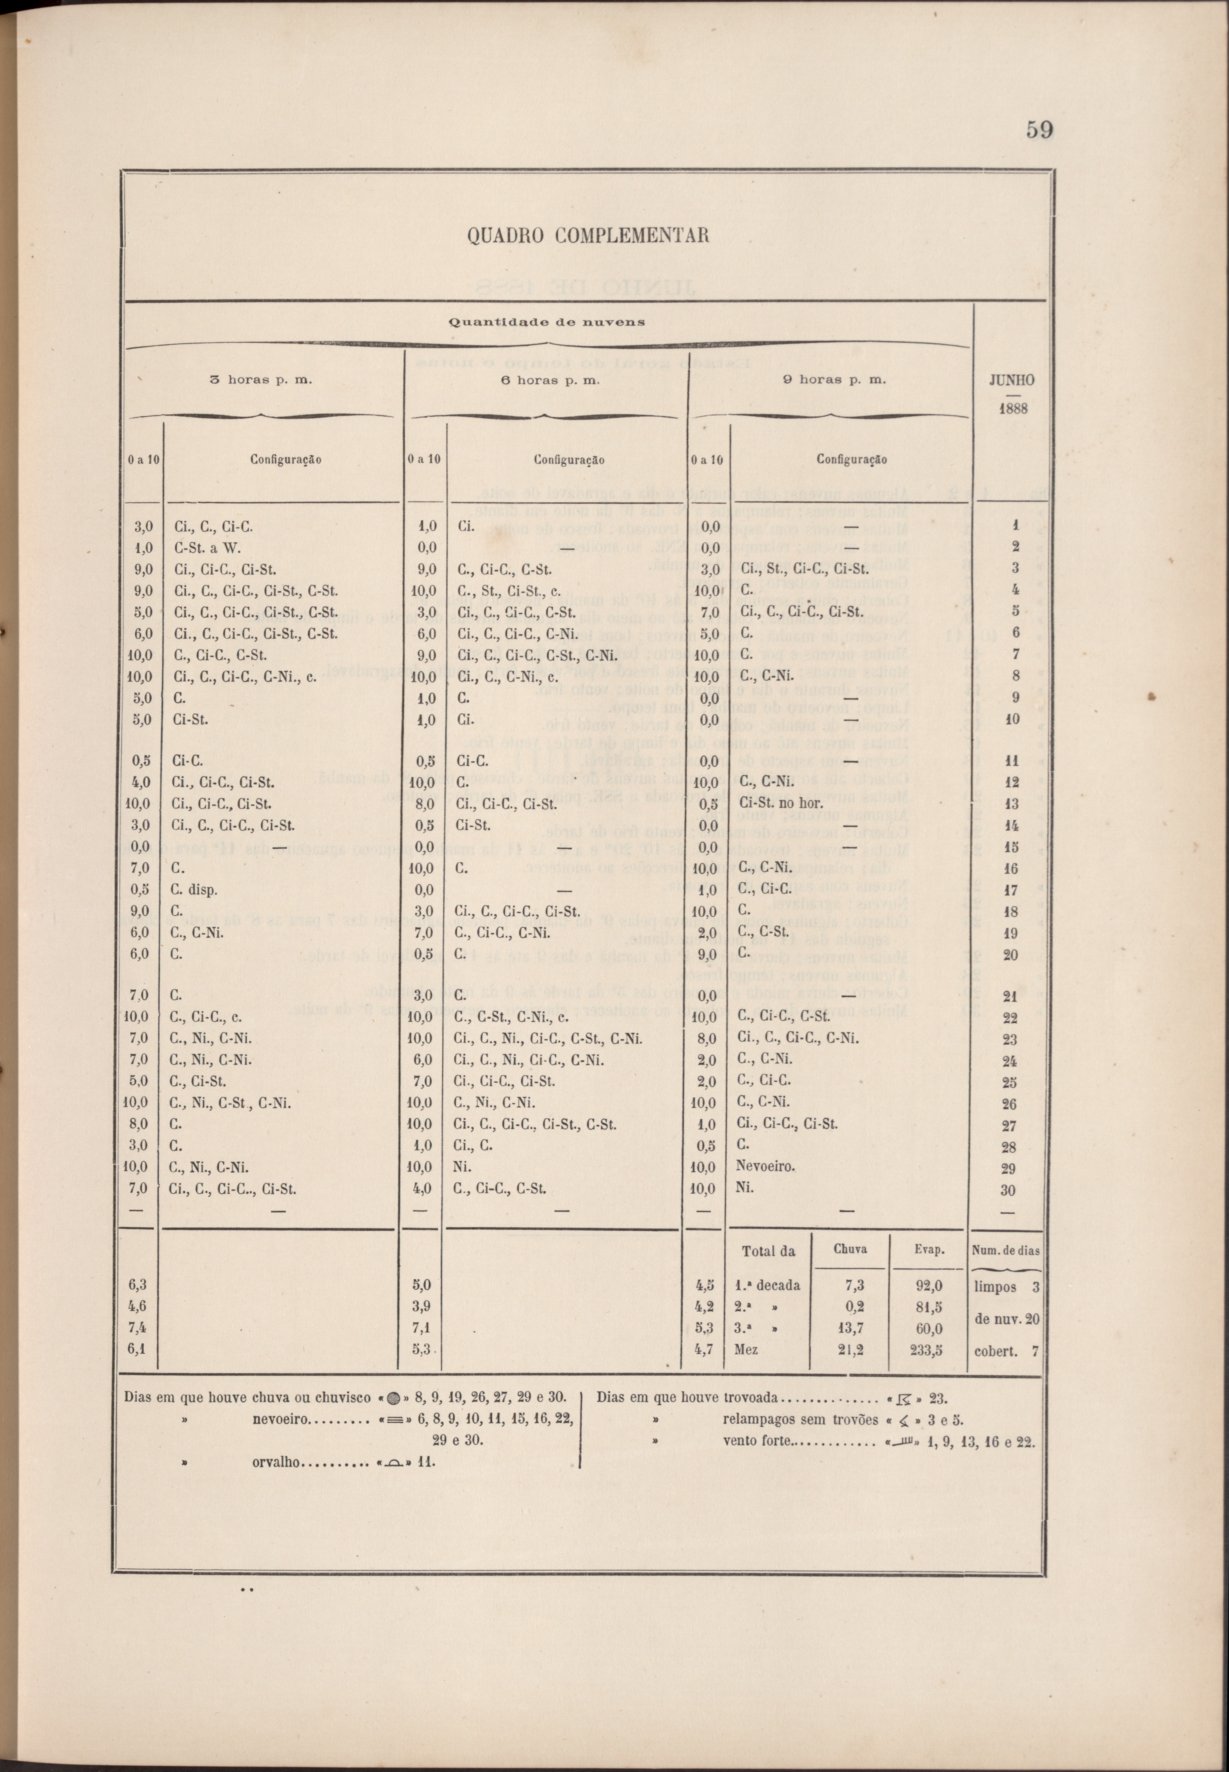 59
QUADRO COMPLEMENTAR
Quantidade de nuvens
3 horas p. m. 6 horas p. m. 9 horas p. m. JUNHO
1888
0 a 10 Configuração 0 a 10 Configuração 0 a 10 Configuração
3,0 Ci., C., Ci-C. 1,0 Ci. 0,0 — 1
1,0 C-St. a W. 0,0 — 0,0 — 2
9,0 Ci., Ci-C., Ci-St. 9,0 C., Ci-C., C-St. 3,0 Ci., St., Ci-C., Ci-St. 3
9,0 Ci., C., Ci-C., Ci-St., C-St. 10,0 C., St., Ci-St., c. 10,0 C. 4
5,0 Ci., C., Ci-C., Ci-St., C-St. 3,0 Ci., C., Ci-C., C-St. 7,0 Ci., C., Ci-C., Ci-St. 5
6,0 Ci., C., Ci-C., Ci-St., C-St. 6,0 Ci., C., Ci-C., C-Ni. 5,0 C. 6
10,0 C., Ci-C., C-St. 9,0 Ci., C., Ci-C., C-St., C-Ni. 10,0 C. 7
10,0 Ci., C., Ci-C., C-Ni., c. 10,0 Ci., C., C-Ni., c. 10,0 C., C-Ni. 8
5,0 C. 1,0 C. 0,0 — 9
5,0 Ci-St. 1,0 Ci. 0,0 — 10
0,5 Ci-C. 0,5 Ci-C. 0,0 — 11
4,0 Ci., Ci-C., Ci-St. 10,0 C. 10,0 C., C-Ni. 12
10,0 Ci., Ci-C., Ci-St. 8,0 Ci., Ci-C., Ci-St. 0,5 Ci-St. no hor. 13
3,0 Ci., C., Ci-C., Ci-St. 0,5 Ci-St. 0,0 — 14
0,0 — 0,0 — 0,0 — 15
7,0 C. 10,0 C. 10,0 C., C-Ni. 16
0,5 C. disp. 0,0 — 1,0 C., Ci-C. 17
9,0 C. 3,0 Ci., C., Ci-C., Ci-St. 10,0 C. 18
6,0 C., C-Ni. 7,0 C., Ci-C., C-Ni. 2,0 C., C-St. 19
6,0 C. 0,5 C. 9,0 C. 20
7,0 C. 3,0 C. 0,0 — 21
10,0 C., Ci-C., c. 10,0 C., C-St., C-Ni., c. 10,0 C., Ci-C., C-St. 22
7,0 C., Ni., C-Ni. 10,0 Ci., C., Ni., Ci-C., C-St., C-Ni. 8,0 Ci., C., Ci-C., C-Ni. 23
7,0 C., Ni., C-Ni. 6,0 Ci., C., Ni., Ci-C., C-Ni. 2,0 C., C-Ni. 24
5,0 C., Ci-St. 7,0 Ci., Ci-C., Ci-St. 2,0 C., Ci-C. 25
10,0 C., Ni., C-St., C-Ni. 10,0 C., Ni., C-Ni. 10,0 C., C-Ni. 26
8,0 C. 10,0 Ci., C., Ci-C., Ci-St., C-St. 1,0 Ci., Ci-C., Ci-St. 27
3,0 C. 1,0 Ci., C. 0,5 C. 28
10,0 C., Ni., C-Ni. 10,0 Ni. 10,0 Nevoeiro. 29
7,0 Ci., C., Ci-C.., Ci-St. 4,0 C., Ci-C., C-St. 10,0 Ni. 30
— — — — — — —
Total da Chuva Evap. Num. de dias
6,3 5,0 4,5 1.ª decada 7,3 92,0 limpos 3
4,6 3,9 4,2 2.ª » 0,2 81,5
de nuv. 20
7,4 7,1 5,3 3.ª » 13,7 60,0
6,1 5,3 4,7 Mez 21,2 233,5 cobert. 7
Dias em que houve chuva ou chuvisco « » 8, 9, 19, 26, 27, 29 e 30. Dias em que houve trovoada.............. « » 23.
» nevoeiro......... « » 6, 8, 9, 10, 11, 15, 16, 22, » relampagos sem trovões « » 3 e 5.
29 e 30. » vento forte............. « » 1, 9, 13, 16 e 22.
» orvalho.......... « » 11.